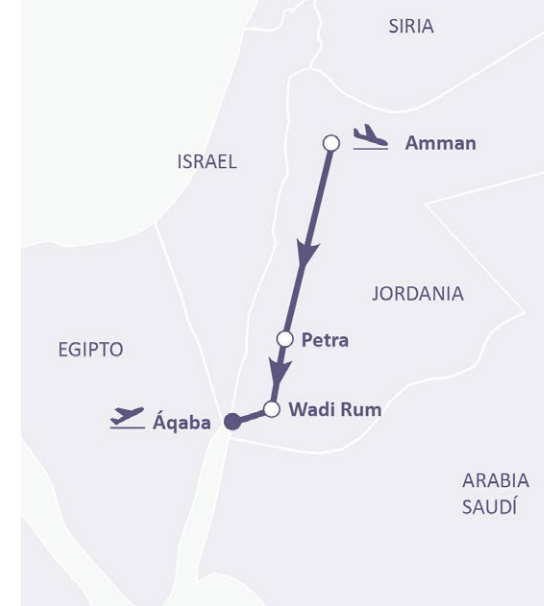 SIRIA
Amman
ISRAEL
JORDANIA
Petra
EGIPTO
Wadi Rum
Áqaba
ARABIA
SAUDÍ